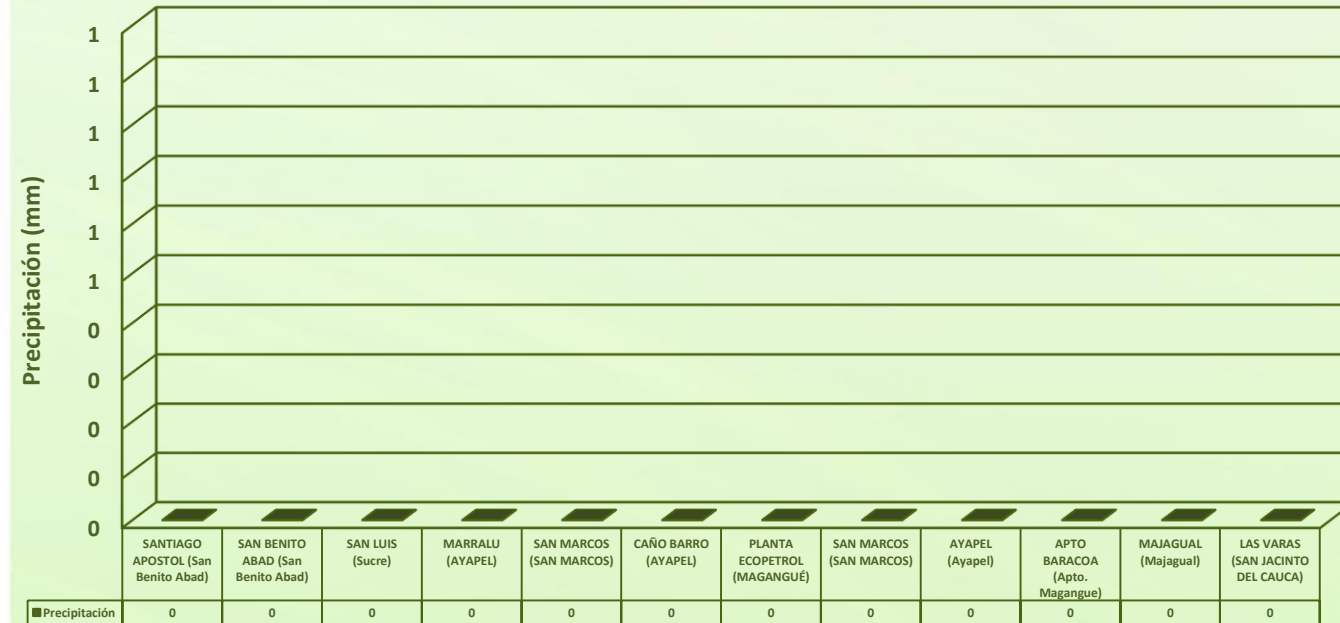 Precipitación (mm)
1
1
1
1
1
1
0
0
0
0
0
SANTIAGO
APOSTOL (San
Benito Abad)
SAN BENITO
ABAD (San
Benito Abad)
SAN LUIS
(Sucre)
MARRALU
(AYAPEL)
SAN MARCOS
(SAN MARCOS)
CAÑO BARRO
(AYAPEL)
PLANTA
ECOPETROL
(MAGANGUÉ)
SAN MARCOS
(SAN MARCOS)
AYAPEL
(Ayapel)
APTO
BARACOA
(Apto.
Magangue)
MAJAGUAL
(Majagual)
LAS VARAS
(SAN JACINTO
DEL CAUCA)
Precipitación 0 0 0 0 0 0 0 0 0 0 0 0